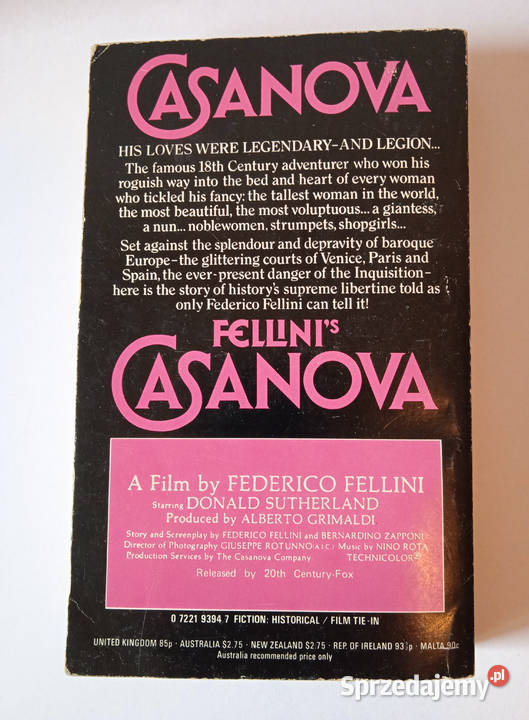 CASANOVA
HIS LOVES WERE LEGENDARY–AND LEGION...
The famous 18th Century adventurer who won his
roguish way into the bed and heart of every woman
who tickled his fancy: the tallest woman in the world,
the most beautiful, the most voluptuous... a giantess,
a nun... noblewomen, strumpets, shopgirls...
Set against the splendour and depravity of baroque
Europe–the glittering courts of Venice, Paris and
Spain, the ever-present danger of the Inquisition–
here is the story of history's supreme libertine told as
only Federico Fellini can tell it!
FELLINI'S
CASANOVA
A Film by FEDERICO FELLINI
Starring DONALD SUTHERLAND
Produced by ALBERTO GRIMALDI
Story and Screenplay by FEDERICO FELLINI and BERNARDINO ZAPPONI
Director of Photography GIUSEPPE ROTUNNO (A.I.C.) Music by NINO ROTA
Production Services by The Casanova Company TECHNICOLOR
Released by 20th Century-Fox
0 7221 9394 7 FICTION: HISTORICAL / FILM TIE-IN
UNITED KINGDOM 85p · AUSTRALIA $2.75 · NEW ZEALAND $2.75 · REP. OF IRELAND 93½p · MALTA 90c
Australia recommended price only
Sprzedajemy.pl